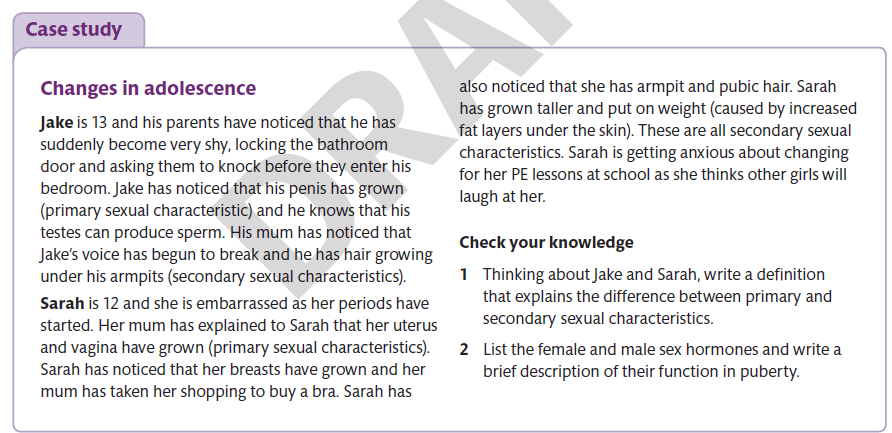 Case study
Changes in adolescence
Jake is 13 and his parents have noticed that he has
suddenly become very shy, locking the bathroom
door and asking them to knock before they enter his
bedroom. Jake has noticed that his penis has grown
(primary sexual characteristic) and he knows that his
testes can produce sperm. His mum has noticed that
Jake's voice has begun to break and he has hair growing
under his armpits (secondary sexual characteristics).
Sarah is 12 and she is embarrassed as her periods have
started. Her mum has explained to Sarah that her uterus
and vagina have grown (primary sexual characteristics).
Sarah has noticed that her breasts have grown and her
mum has taken her shopping to buy a bra. Sarah has
also noticed that she has armpit and pubic hair. Sarah
has grown taller and put on weight (caused by increased
fat layers under the skin). These are all secondary sexual
characteristics. Sarah is getting anxious about changing
for her PE lessons at school as she thinks other girls will
laugh at her.
Check your knowledge
1 Thinking about Jake and Sarah, write a definition
that explains the difference between primary and
secondary sexual characteristics.
2 List the female and male sex hormones and write a
brief description of their function in puberty.